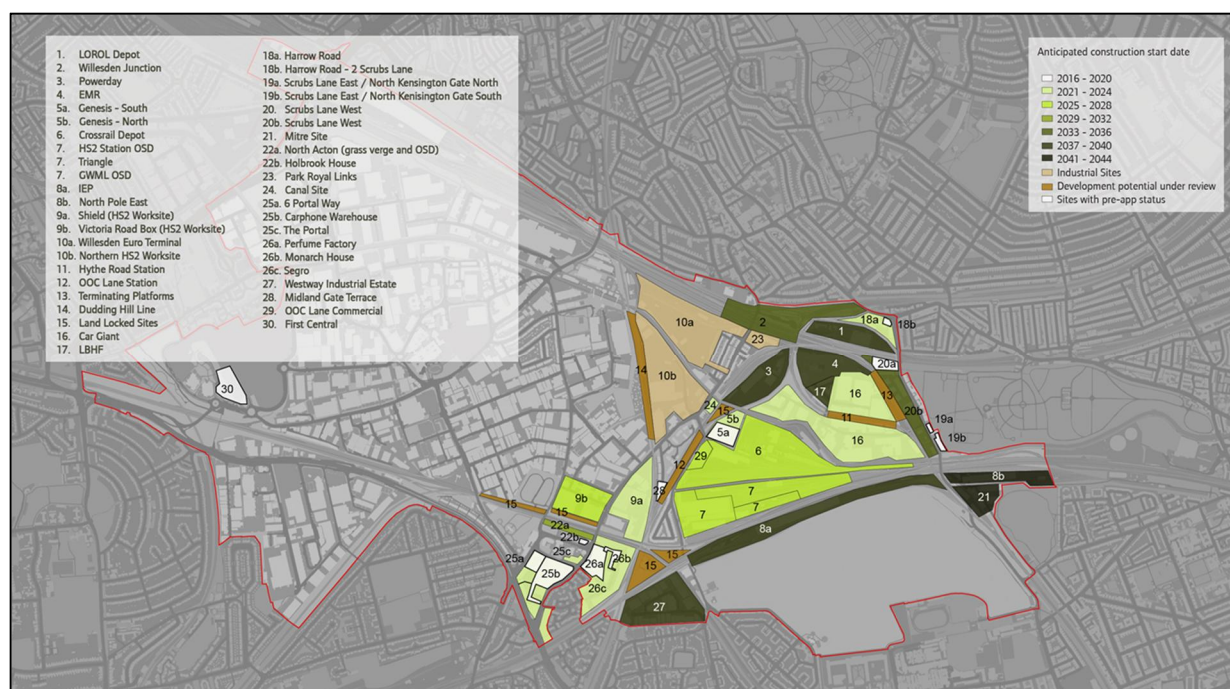 1. LOROL Depot
2. Willesden Junction
3. Powerday
4. EMR
5a. Genesis - South
5b. Genesis - North
6. Crossrail Depot
7. HS2 Station OSD
7. Triangle
7. GWML OSD
8a. IEP
8b. North Pole East
9a. Shield (HS2 Worksite)
9b. Victoria Road Box (HS2 Worksite)
10a. Willesden Euro Terminal
10b. Northern HS2 Worksite
11. Hythe Road Station
12. OOC Lane Station
13. Terminating Platforms
14. Dudding Hill Line
15. Land Locked Sites
16. Car Giant
17. LBHF
18a. Harrow Road
18b. Harrow Road - 2 Scrubs Lane
19a. Scrubs Lane East / North Kensington Gate North
19b. Scrubs Lane East / North Kenisington Gate South
20. Scrubs Lane West
20b. Scrubs Lane West
21. Mitre Site
22a. North Acton (grass verge and OSD)
22b. Holbrook House
23. Park Royal Links
24. Canal Site
25a. 6 Portal Way
25b. Carphone Warehouse
25c. The Portal
26a. Perfume Factory
26b. Monarch House
26c. Segro
27. Westway Industrial Estate
28. Midland Gate Terrace
29. OOC Lane Commercial
30. First Central
Anticipated construction start date
2016 - 2020
2021 - 2024
2025 - 2028
2029 - 2032
2033 - 2036
2037 - 2040
2041 - 2044
Industrial Sites
Development potential under review
Sites with pre-app status
10a
2
18a
18b
1
23
14
10b
3
4
20a
17
16
13
24
15
5b
11
20b
19a
5a
16
19b
30
6
29
12
8b
28
7
21
9b
9a
7
7
15
15
22a
8a
22b
25a
25c
26a
26b
15
15
25b
26c
27